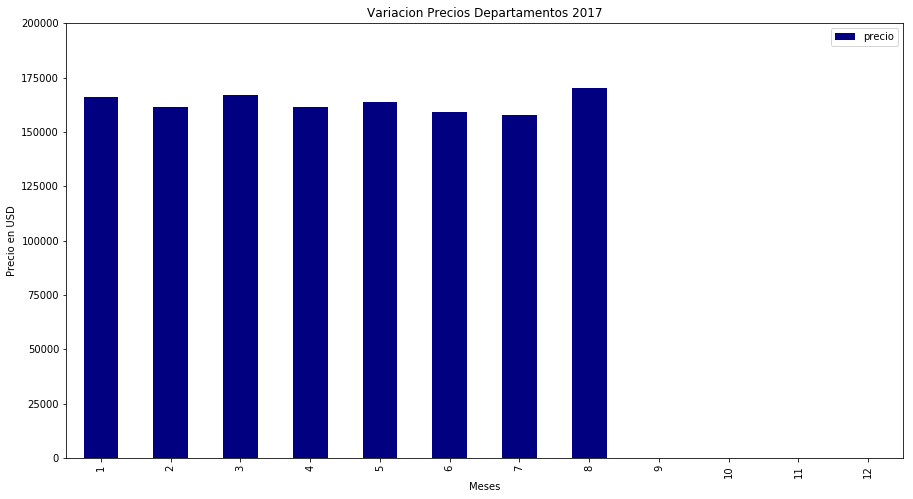 Variacion Precios Departamentos 2017
precio
200000
175000
150000
125000
100000
75000
50000
25000
0
Precio en USD
1 2 3 4 5 6 7 8 9 10 11 12
Meses